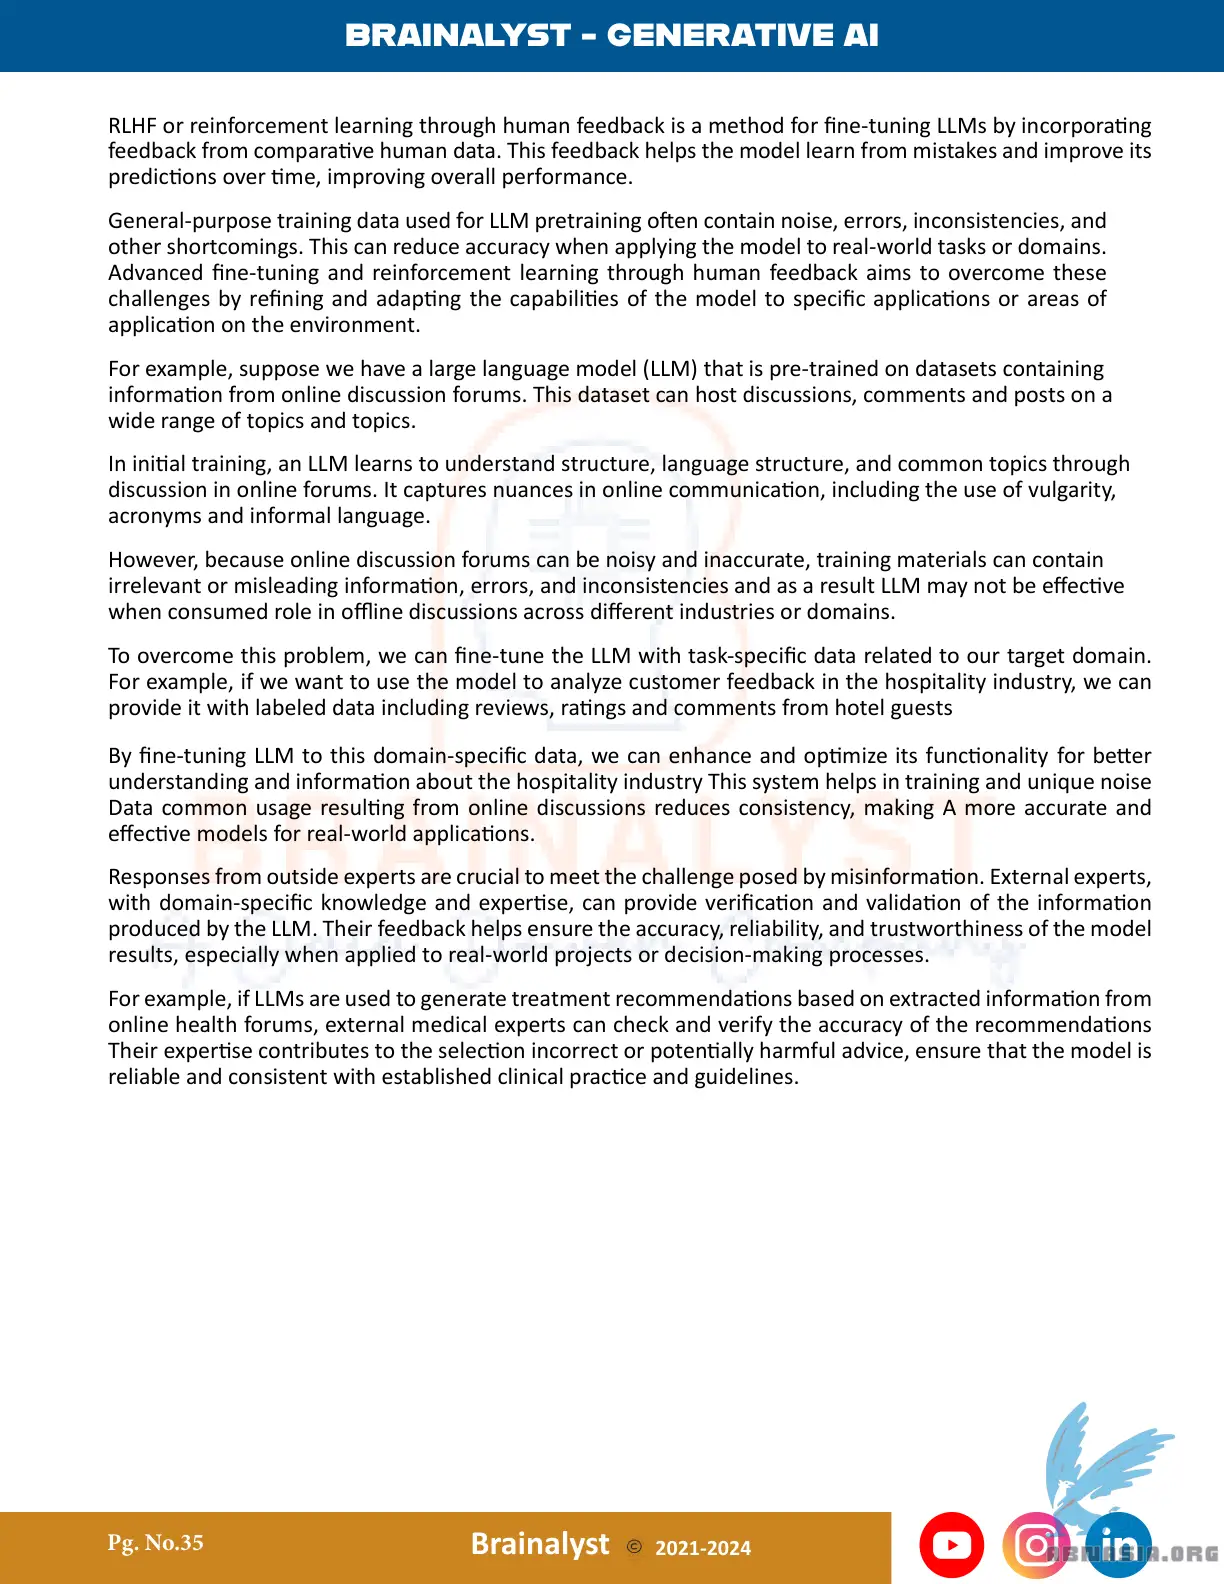 BRAINALYST - GENERATIVE AI
RLHF or reinforcement learning through human feedback is a method for fine-tuning LLMs by incorporating
feedback from comparative human data. This feedback helps the model learn from mistakes and improve its
predictions over time, improving overall performance.
General-purpose training data used for LLM pretraining often contain noise, errors, inconsistencies, and
other shortcomings. This can reduce accuracy when applying the model to real-world tasks or domains.
Advanced fine-tuning and reinforcement learning through human feedback aims to overcome these
challenges by refining and adapting the capabilities of the model to specific applications or areas of
application on the environment.
For example, suppose we have a large language model (LLM) that is pre-trained on datasets containing
information from online discussion forums. This dataset can host discussions, comments and posts on a
wide range of topics and topics.
In initial training, an LLM learns to understand structure, language structure, and common topics through
discussion in online forums. It captures nuances in online communication, including the use of vulgarity,
acronyms and informal language.
However, because online discussion forums can be noisy and inaccurate, training materials can contain
irrelevant or misleading information, errors, and inconsistencies and as a result LLM may not be effective
when consumed role in offline discussions across different industries or domains.
To overcome this problem, we can fine-tune the LLM with task-specific data related to our target domain.
For example, if we want to use the model to analyze customer feedback in the hospitality industry, we can
provide it with labeled data including reviews, ratings and comments from hotel guests
By fine-tuning LLM to this domain-specific data, we can enhance and optimize its functionality for better
understanding and information about the hospitality industry This system helps in training and unique noise
Data common usage resulting from online discussions reduces consistency, making A more accurate and
effective models for real-world applications.
BRAINALYST
Responses from outside experts are crucial to meet the challenge posed by misinformation. External experts,
with domain-specific knowledge and expertise, can provide verification and validation of the information
produced by the LLM. Their feedback helps ensure the accuracy, reliability, and trustworthiness of the model
results, especially when applied to real-world projects or decision-making processes.
A Data Driven Company
For example, if LLMs are used to generate treatment recommendations based on extracted information from
online health forums, external medical experts can check and verify the accuracy of the recommendations
Their expertise contributes to the selection incorrect or potentially harmful advice, ensure that the model is
reliable and consistent with established clinical practice and guidelines.
Pg. No.35
Brainalyst © 2021-2024
in
ABIWASIA.ORG